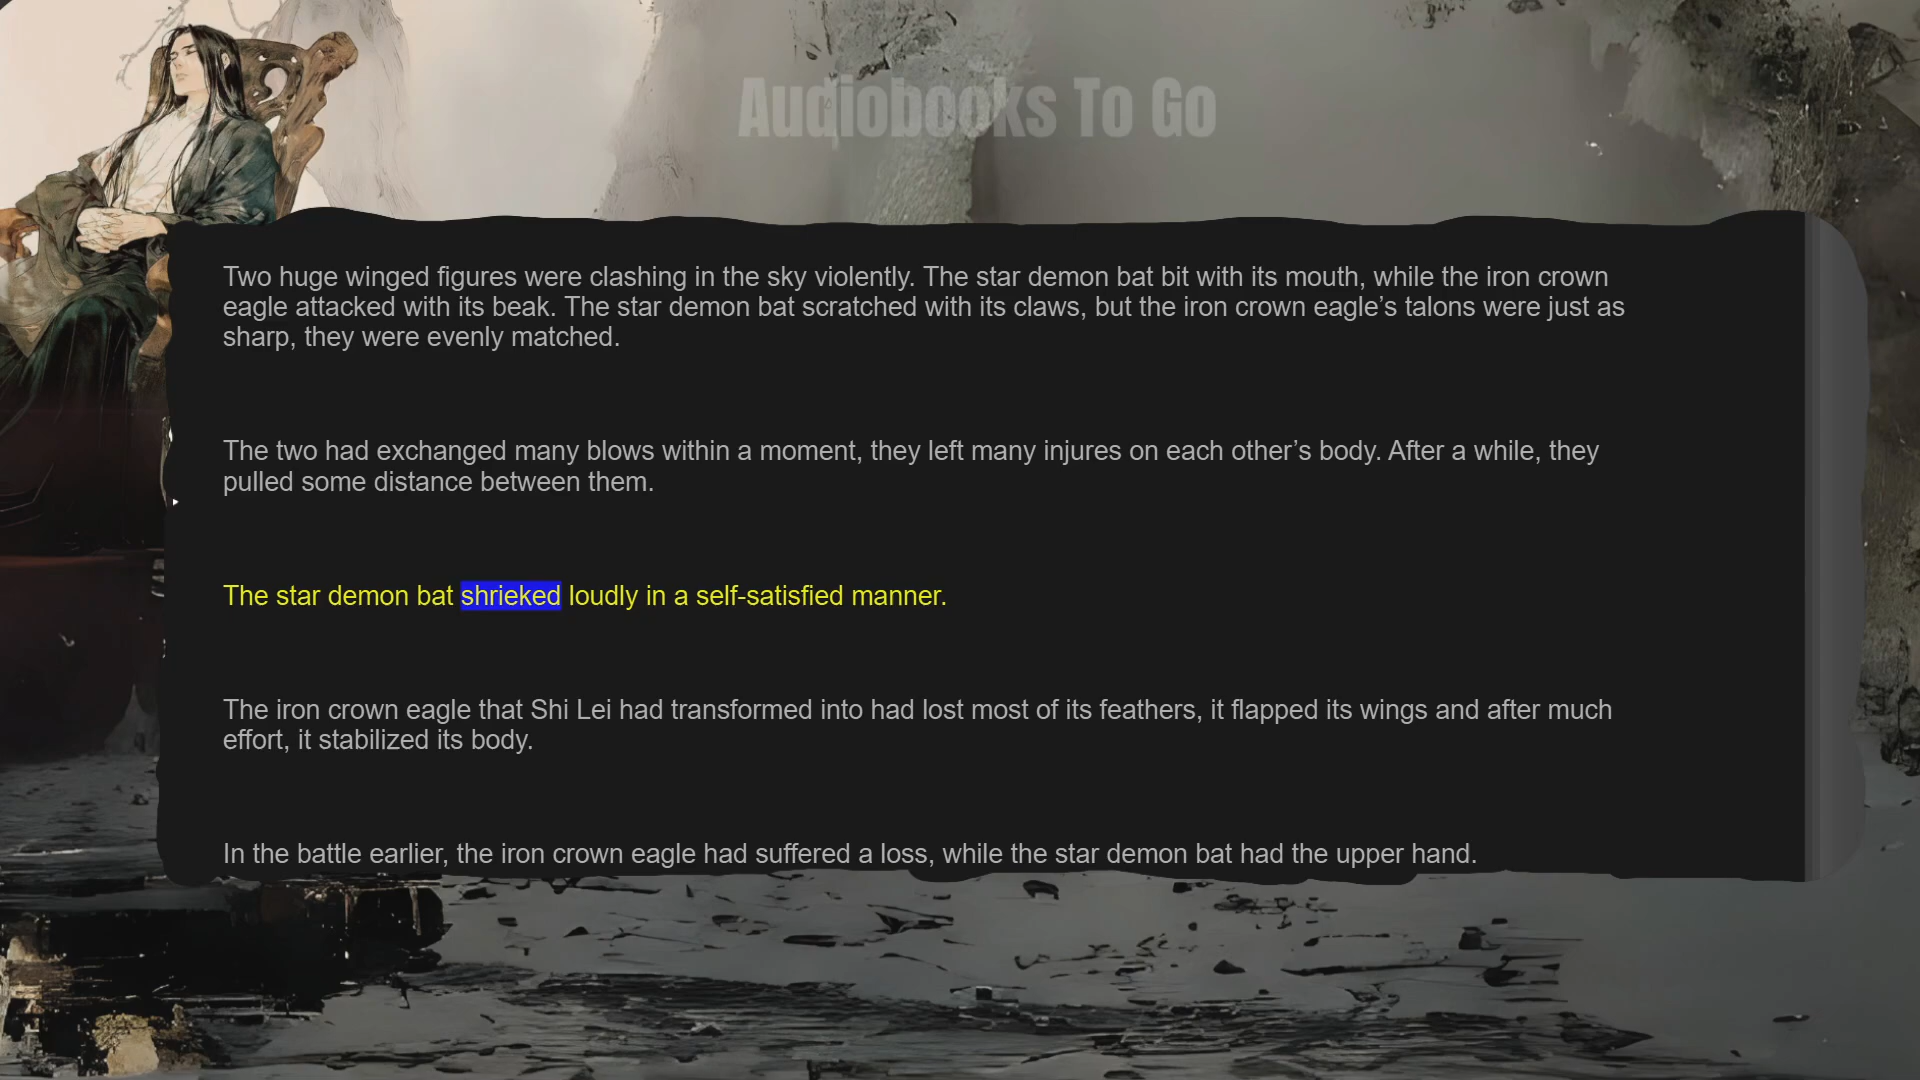 Audiobooks To Go
Two huge winged figures were clashing in the sky violently. The star demon bat bit with its mouth, while the iron crown
eagle attacked with its beak. The star demon bat scratched with its claws, but the iron crown eagle’s talons were just as
sharp, they were evenly matched.
The two had exchanged many blows within a moment, they left many injures on each other’s body. After a while, they
pulled some distance between them.
The star demon bat shrieked loudly in a self-satisfied manner.
The iron crown eagle that Shi Lei had transformed into had lost most of its feathers, it flapped its wings and after much
effort, it stabilized its body.
In the battle earlier, the iron crown eagle had suffered a loss, while the star demon bat had the upper hand.